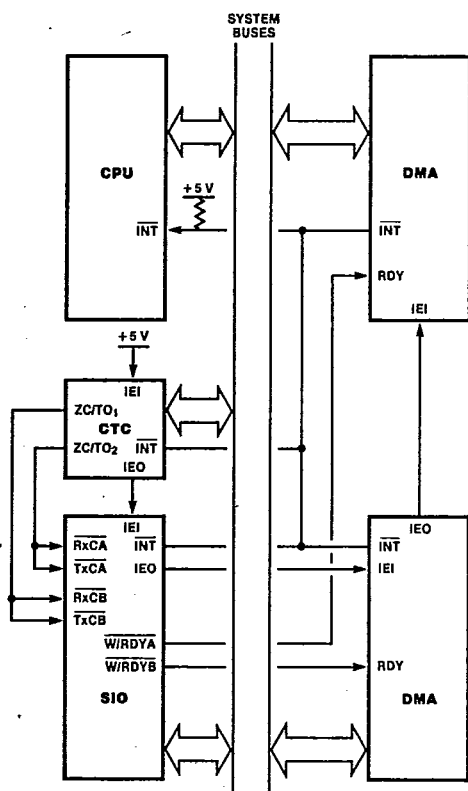 SYSTEM
BUSES
CPU
+5 V
INT
DMA
INT
RDY
IEI
+5 V
IEI
ZC/TO1
CTC
ZC/TO2
INT
IEO
IEI
RxCA
INT
TxCA
IEO
RxCB
TxCB
W/RDYA
W/RDYB
SIO
IEO
INT
IEI
RDY
DMA